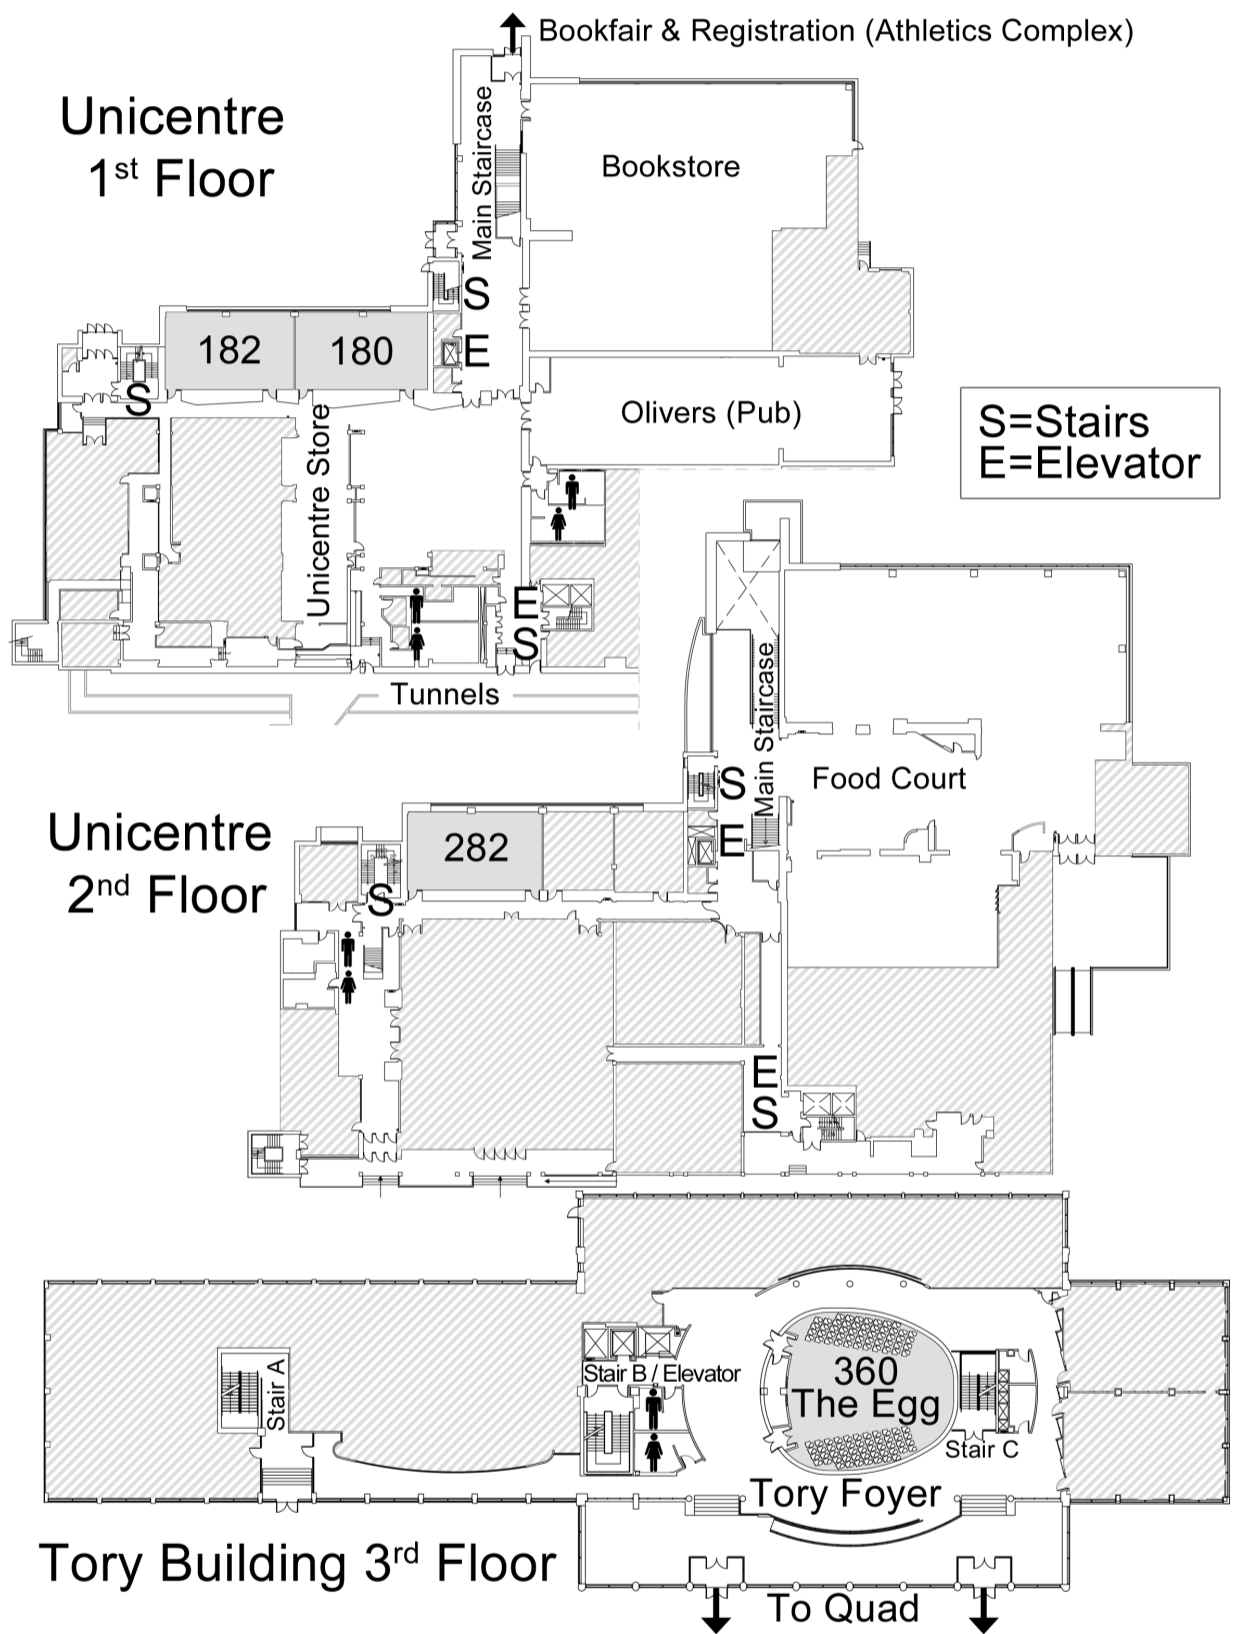 Bookfair & Registration (Athletics Complex)
Unicentre
1st Floor
Main Staircase
Bookstore
S
E
182
180
S
Olivers (Pub)
Unicentre Store
S=Stairs
E=Elevator
E
S
Tunnels
Main Staircase
Food Court
S
E
Unicentre
2nd Floor
282
S
E
S
Stair A
Stair B / Elevator
360
The Egg
Stair C
Tory Foyer
Tory Building 3rd Floor
To Quad